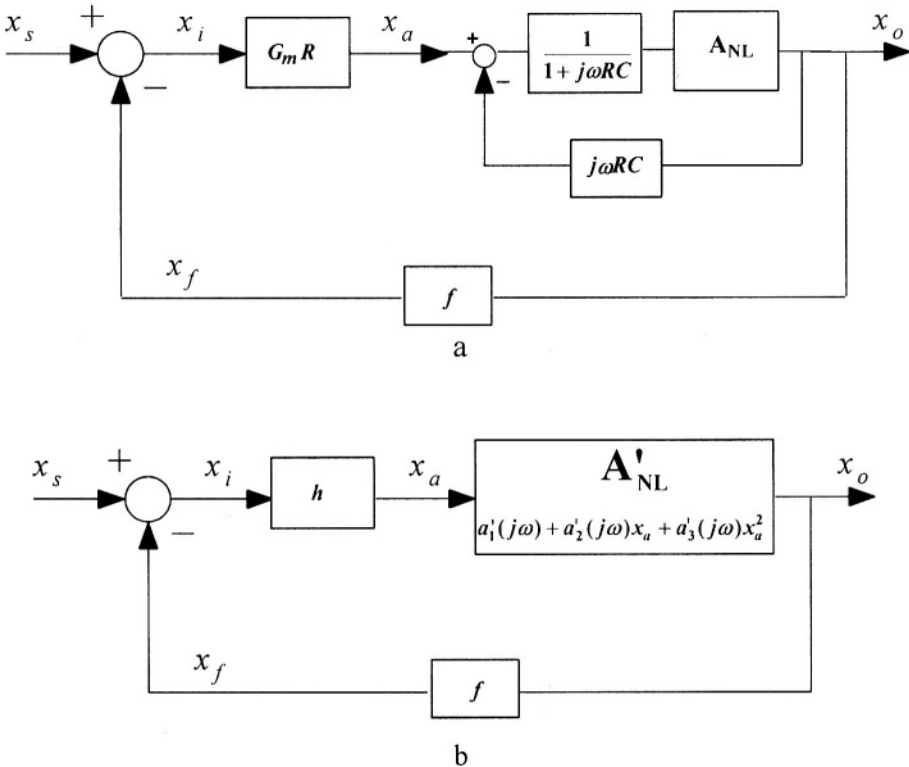 x_s + x_i G_m R x_a + 1 / 1 + jωRC A_NL x_o
− −
jωRC
x_f f
a
x_s + x_i h x_a A'_NL x_o
a'_1(jω) + a'_2(jω)x_a + a'_3(jω)x_a^2
−
x_f f
b